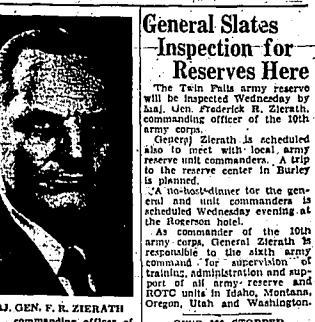 General Slates
Inspection for
Reserves Here
The Twin Falls army reserve
will be inspected Wednesday by
Maj. Gen. Frederick R. Zierath,
commanding officer of the 10th
army corps.
General Zierath is scheduled
also to meet with local army
reserve unit commanders. A trip
to the reserve center in Burley
is planned.
A no-host dinner for the gen-
eral and unit commanders is
scheduled Wednesday evening at
the Rogerson hotel.
As commander of the 10th
army corps, General Zierath is
responsible to the sixth army
command for supervision of
training, administration and sup-
port of all army reserve and
ROTC units in Idaho, Montana,
Oregon, Utah and Washington.
AJ. GEN. F. R. ZIERATH
commanding officer of